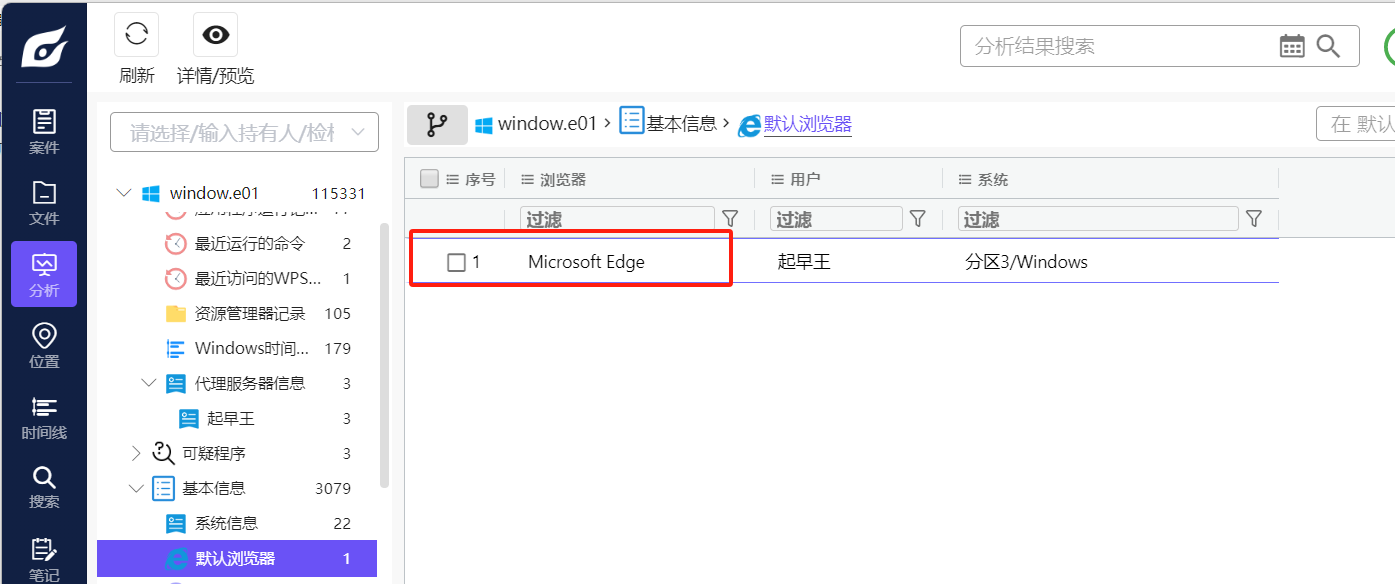 刷新
详情/预览
分析结果搜索
案件
文件
分析
位置
时间线
搜索
笔记
请选择/输入持有人/检材
window.e01 115331
应用程序运行记...
最近运行的命令 2
最近访问的WPS... 1
资源管理器记录 105
Windows时间... 179
代理服务器信息 3
起早王 3
可疑程序 3
基本信息 3079
系统信息 22
默认浏览器 1
window.e01 > 基本信息 > 默认浏览器
在 默认
序号 浏览器 用户 系统
过滤 过滤 过滤
1 Microsoft Edge 起早王 分区3/Windows